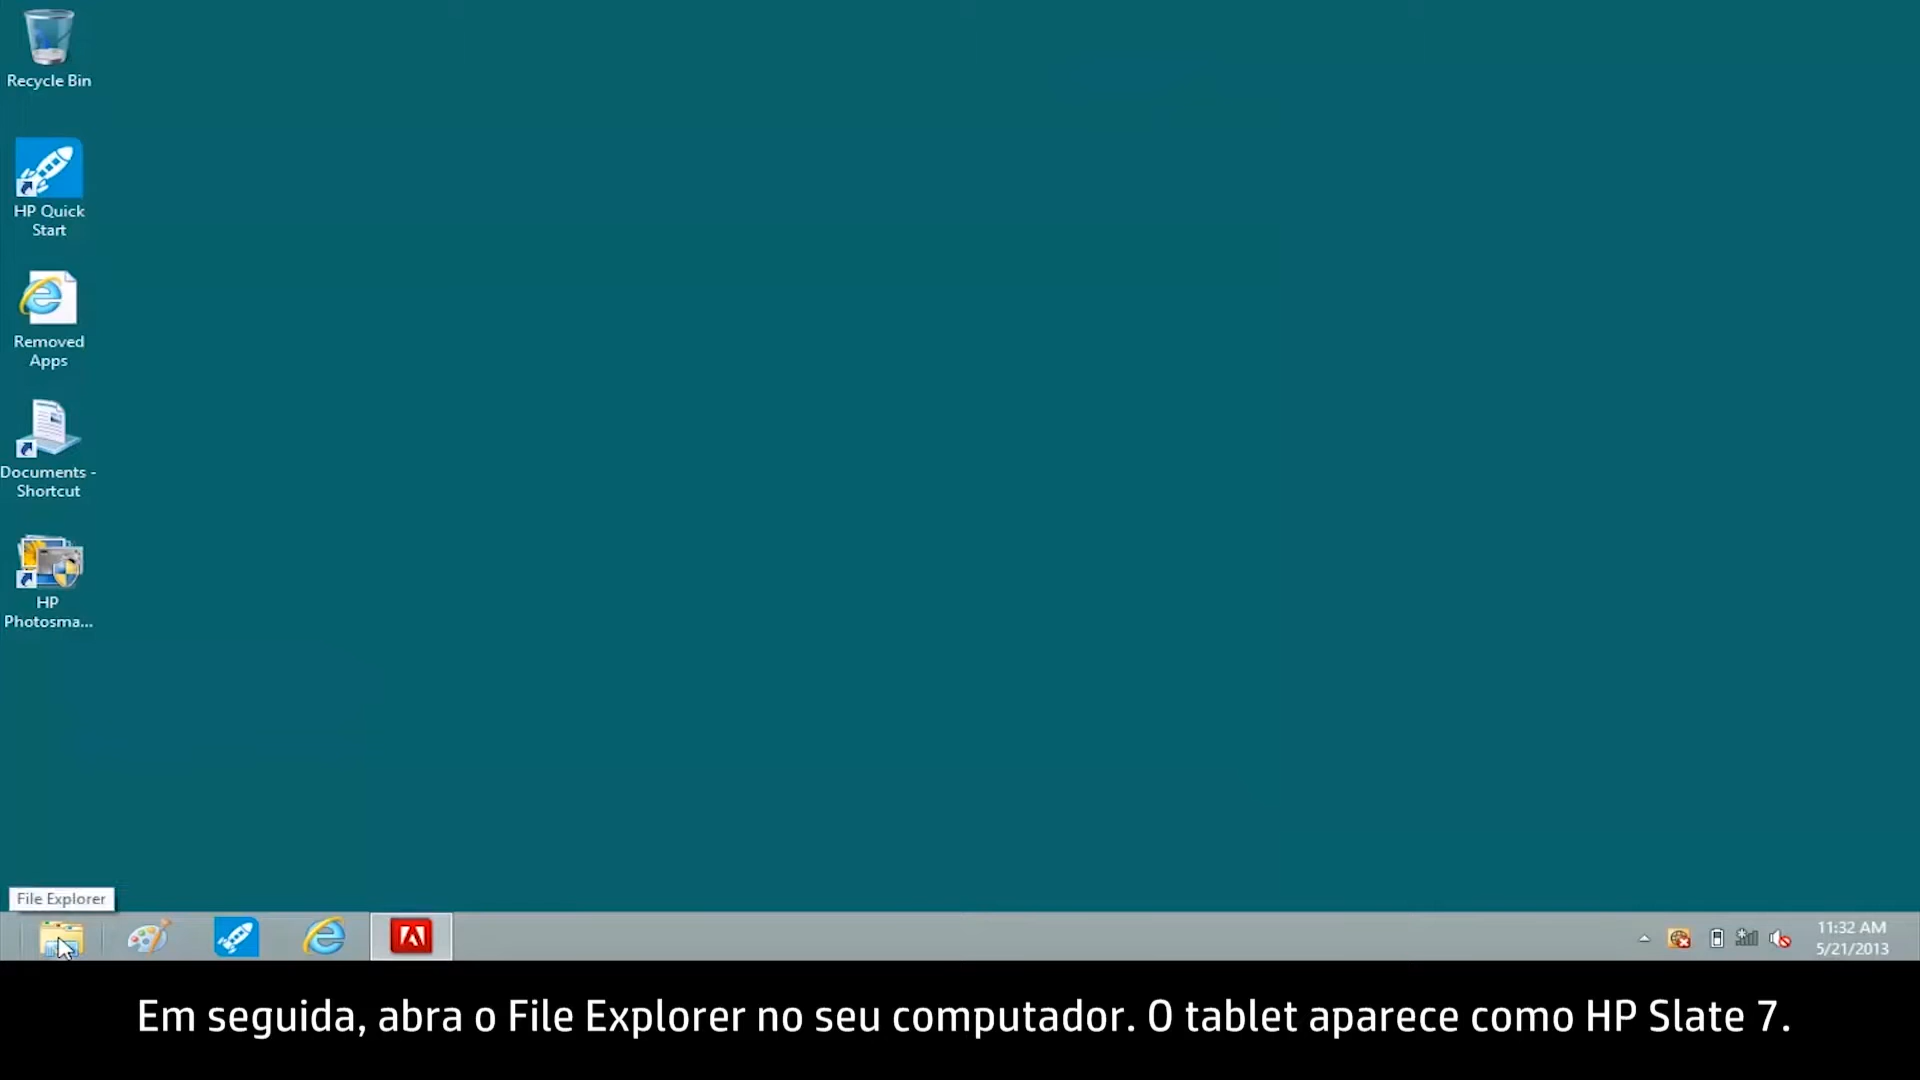 Recycle Bin
HP Quick
Start
Removed
Apps
Documents -
Shortcut
HP
Photosma...
File Explorer
11:32 AM
5/21/2013
Em seguida, abra o File Explorer no seu computador. O tablet aparece como HP Slate 7.